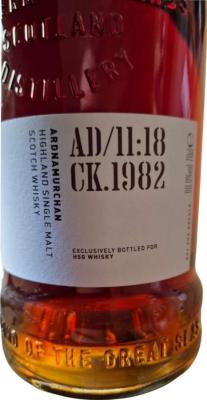 SCOTLAND
DISTILLERY
ARDNAMURCHAN
HIGHLAND SINGLE MALT
SCOTCH WHISKY
AD/11:18
CK.1982
EXCLUSIVELY BOTTLED FOR
HSG WHISKY
OF THE GREAT